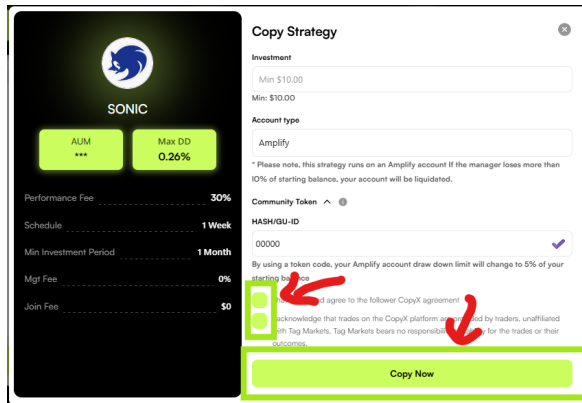 SONIC
AUM
***
Max DD
0.26%
Performance Fee 30%
Schedule 1 Week
Min Investment Period 1 Month
Mgt Fee 0%
Join Fee $0
Copy Strategy
Investment
Min $10.00
Min: $10.00
Account type
Amplify
* Please note, this strategy runs on an Amplify account If the manager loses more than
10% of starting balance, your account will be liquidated.
Community Token
HASH/GU-ID
00000
By using a token code, your Amplify account draw down limit will change to 5% of your
starting balance
agree to the follower CopyX agreement
acknowledge that trades on the CopyX platform are provided by traders, unaffiliated
with Tag Markets. Tag Markets bears no responsibility for the trades or their
outcomes.
Copy Now